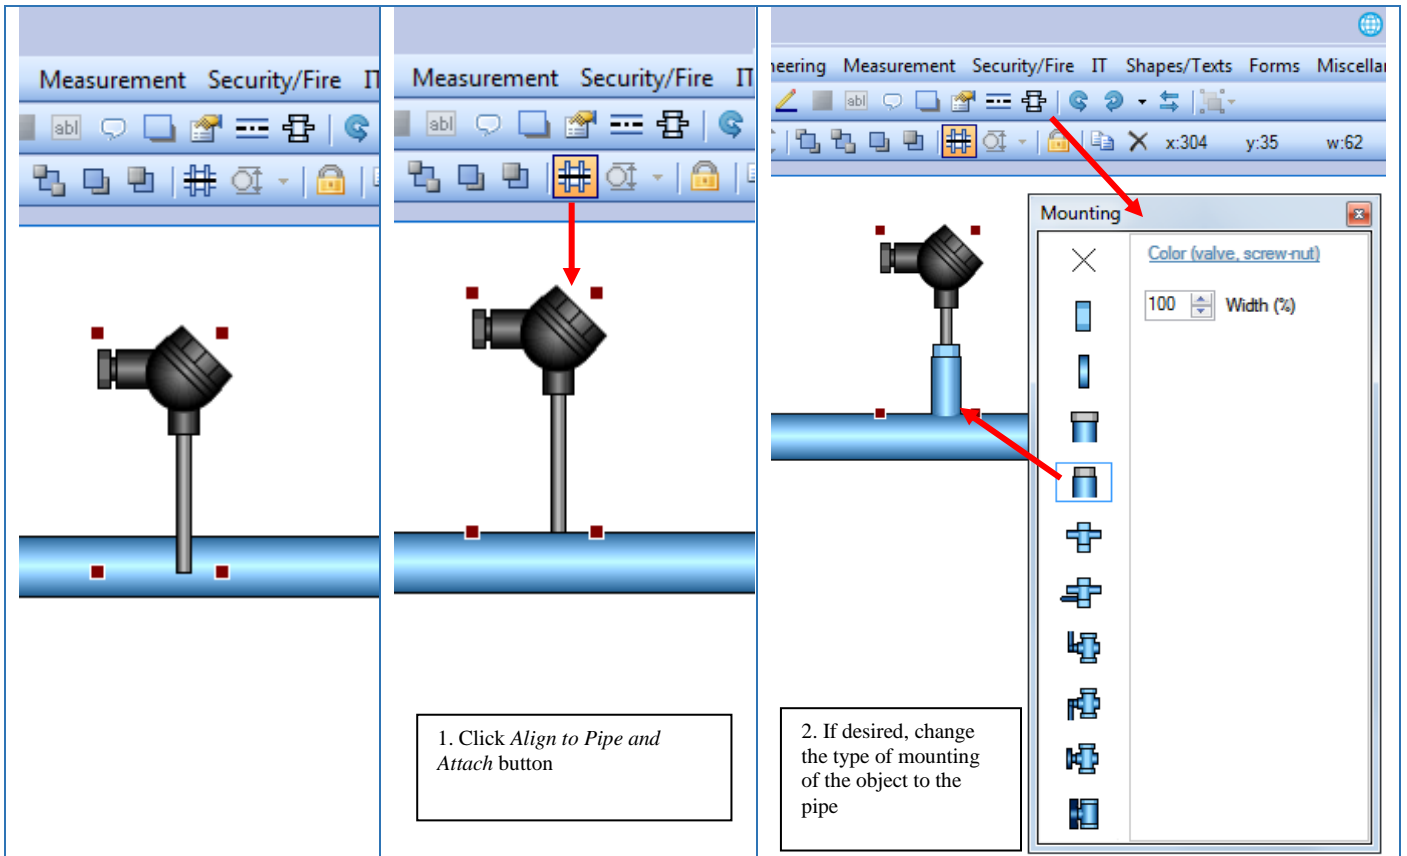 Measurement Security/Fire IT
abl
Measurement Security/Fire IT
abl
1. Click Align to Pipe and
Attach button
neering Measurement Security/Fire IT Shapes/Texts Forms Miscella
abl
x:304 y:35 w:62
Mounting
Color (valve, screw-nut)
100 Width (%)
2. If desired, change
the type of mounting
of the object to the
pipe